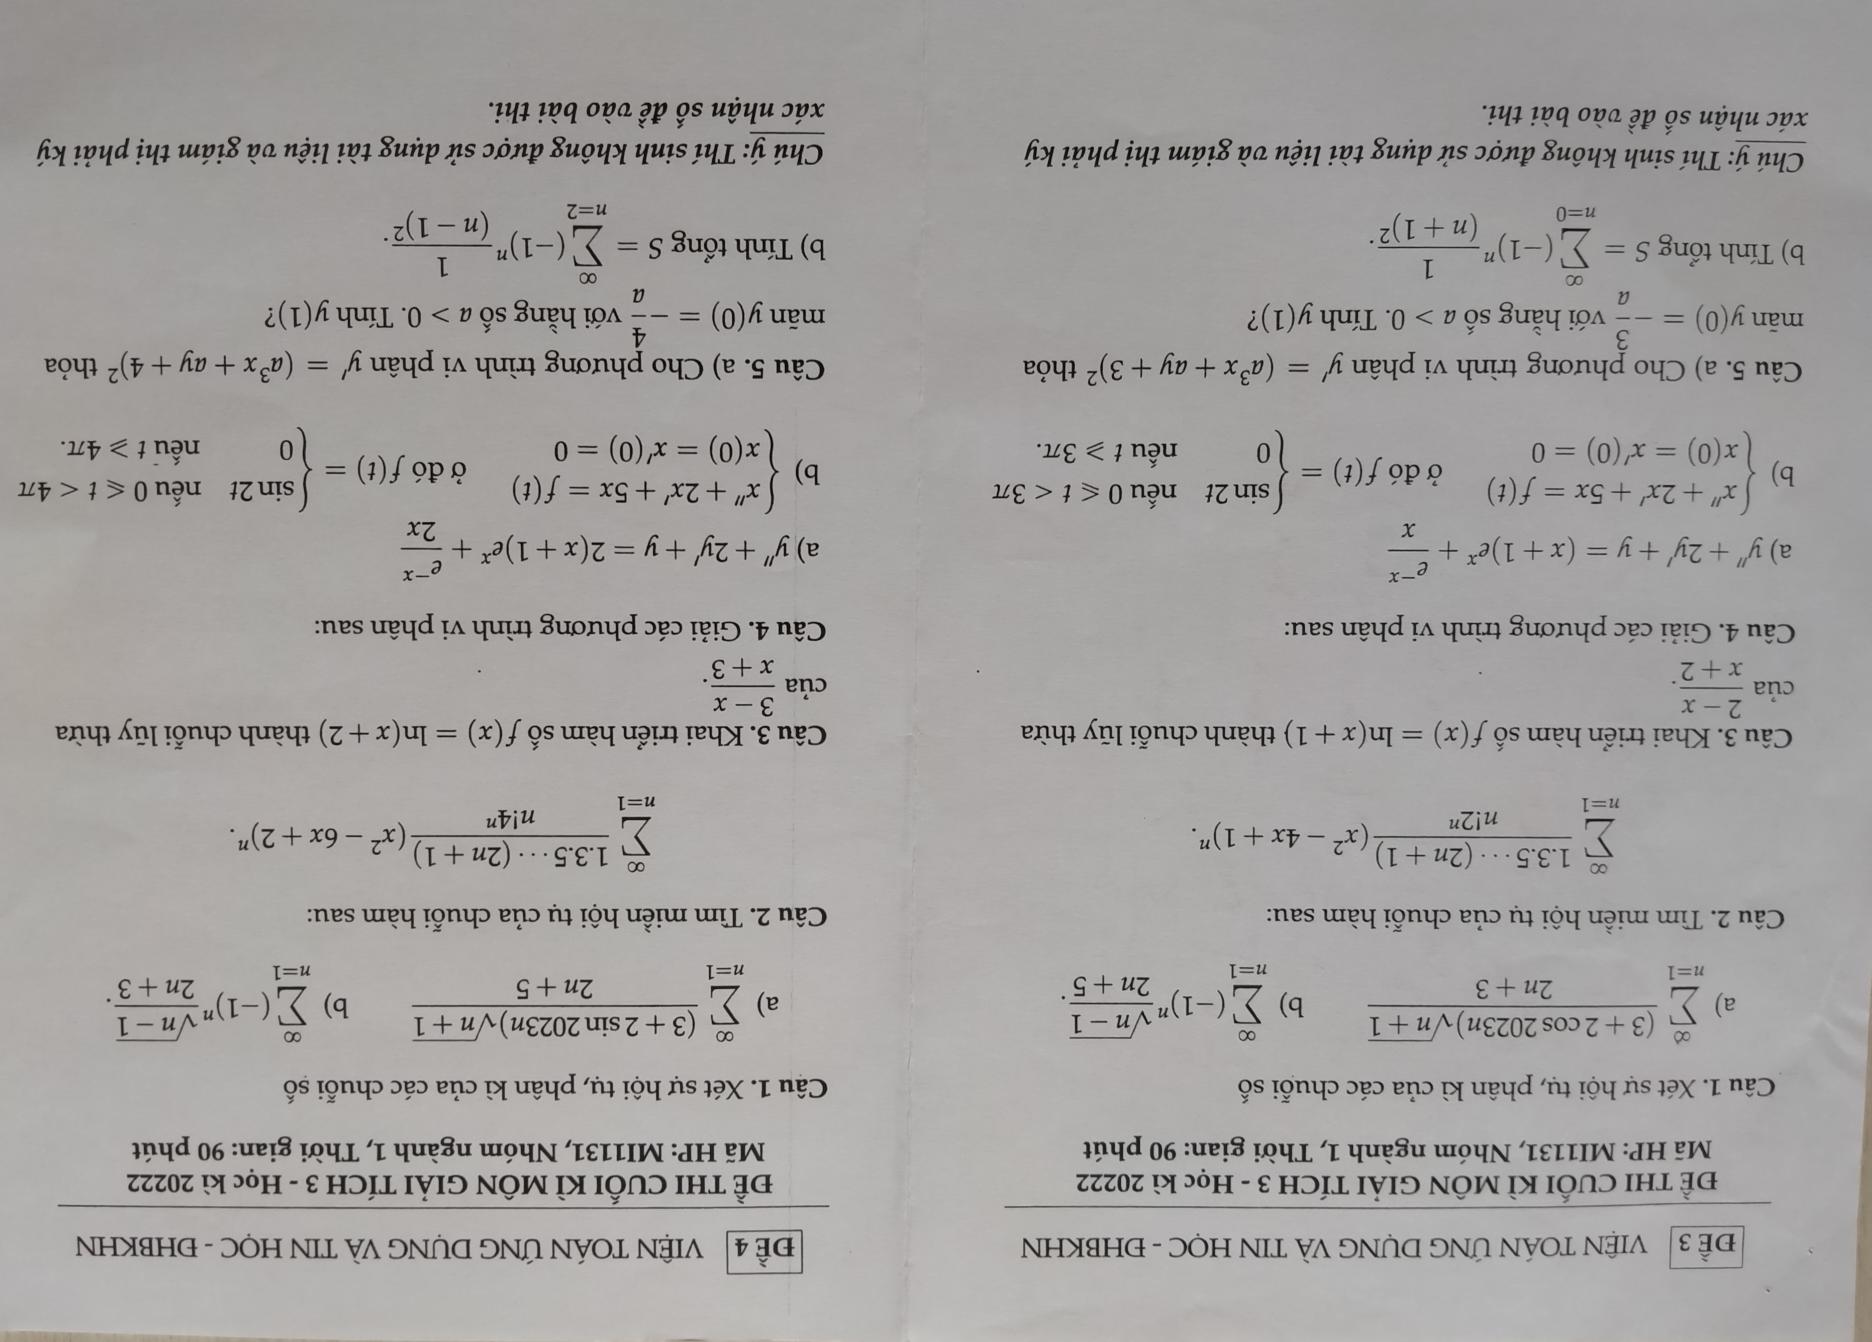 ĐỀ 3 VIỆN TOÁN ỨNG DỤNG VÀ TIN HỌC - ĐHBKHN
ĐỀ THI CUỐI KÌ MÔN GIẢI TÍCH 3 - Học kì 20222
Mã HP: MI1131, Nhóm ngành 1, Thời gian: 90 phút
Câu 1. Xét sự hội tụ, phân kì của các chuỗi số
a) \sum_{n=1}^{\infty} \frac{(3+2\cos 2023n)\sqrt{n+1}}{2n+3} b) \sum_{n=1}^{\infty} (-1)^n \frac{\sqrt{n-1}}{2n+5}.
Câu 2. Tìm miền hội tụ của chuỗi hàm sau:
\sum_{n=1}^{\infty} \frac{1.3.5\cdots(2n+1)}{n!2^n}(x^2-4x+1)^n.
Câu 3. Khai triển hàm số f(x) = ln(x+1) thành chuỗi lũy thừa
của \frac{2-x}{x+2}.
Câu 4. Giải các phương trình vi phân sau:
a) y'' + 2y' + y = (x+1)e^x + \frac{e^{-x}}{x}
b) \begin{cases} x'' + 2x' + 5x = f(t) \\ x(0) = x'(0) = 0 \end{cases} ở đó f(t) = \begin{cases} \sin 2t & \text{nếu } 0 ⩽ t < 3π \\ 0 & \text{nếu } t ⩾ 3π. \end{cases}
Câu 5. a) Cho phương trình vi phân y' = (a^3x + ay + 3)^2 thỏa
mãn y(0) = -\frac{3}{a} với hằng số a > 0. Tính y(1)?
b) Tính tổng S = \sum_{n=0}^{\infty} (-1)^n \frac{1}{(n+1)^2}.
Chú ý: Thí sinh không được sử dụng tài liệu và giám thị phải ký
xác nhận số đề vào bài thi.
ĐỀ 4 VIỆN TOÁN ỨNG DỤNG VÀ TIN HỌC - ĐHBKHN
ĐỀ THI CUỐI KÌ MÔN GIẢI TÍCH 3 - Học kì 20222
Mã HP: MI1131, Nhóm ngành 1, Thời gian: 90 phút
Câu 1. Xét sự hội tụ, phân kì của các chuỗi số
a) \sum_{n=1}^{\infty} \frac{(3+2\sin 2023n)\sqrt{n+1}}{2n+5} b) \sum_{n=1}^{\infty} (-1)^n \frac{\sqrt{n-1}}{2n+3}.
Câu 2. Tìm miền hội tụ của chuỗi hàm sau:
\sum_{n=1}^{\infty} \frac{1.3.5\cdots(2n+1)}{n!4^n}(x^2-6x+2)^n.
Câu 3. Khai triển hàm số f(x) = ln(x+2) thành chuỗi lũy thừa
của \frac{3-x}{x+3}.
Câu 4. Giải các phương trình vi phân sau:
a) y'' + 2y' + y = 2(x+1)e^x + \frac{e^{-x}}{2x}
b) \begin{cases} x'' + 2x' + 5x = f(t) \\ x(0) = x'(0) = 0 \end{cases} ở đó f(t) = \begin{cases} \sin 2t & \text{nếu } 0 ⩽ t < 4π \\ 0 & \text{nếu } t ⩾ 4π. \end{cases}
Câu 5. a) Cho phương trình vi phân y' = (a^3x + ay + 4)^2 thỏa
mãn y(0) = -\frac{4}{a} với hằng số a > 0. Tính y(1)?
b) Tính tổng S = \sum_{n=2}^{\infty} (-1)^n \frac{1}{(n-1)^2}.
Chú ý: Thí sinh không được sử dụng tài liệu và giám thị phải ký
xác nhận số đề vào bài thi.